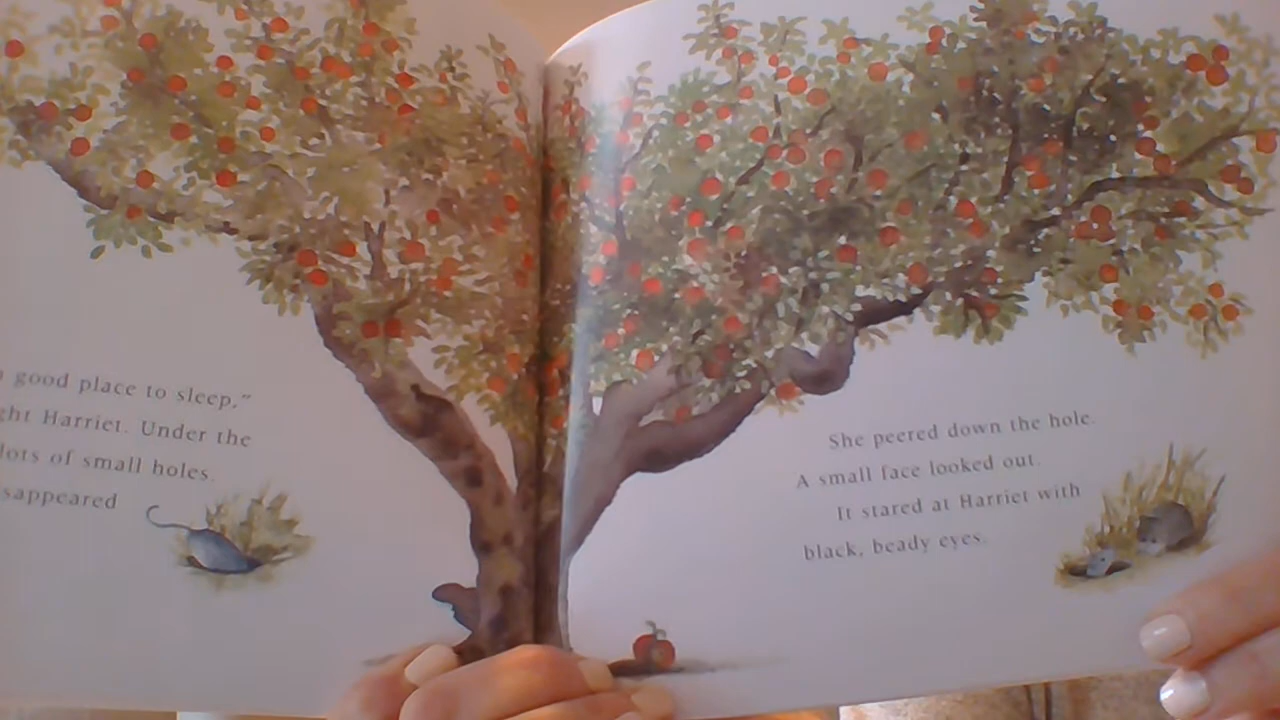 good place to sleep,"
Harriet. Under the
lots of small holes.
She peered down the hole.
A small face looked out.
It stared at Harriet with
black, beady eyes.